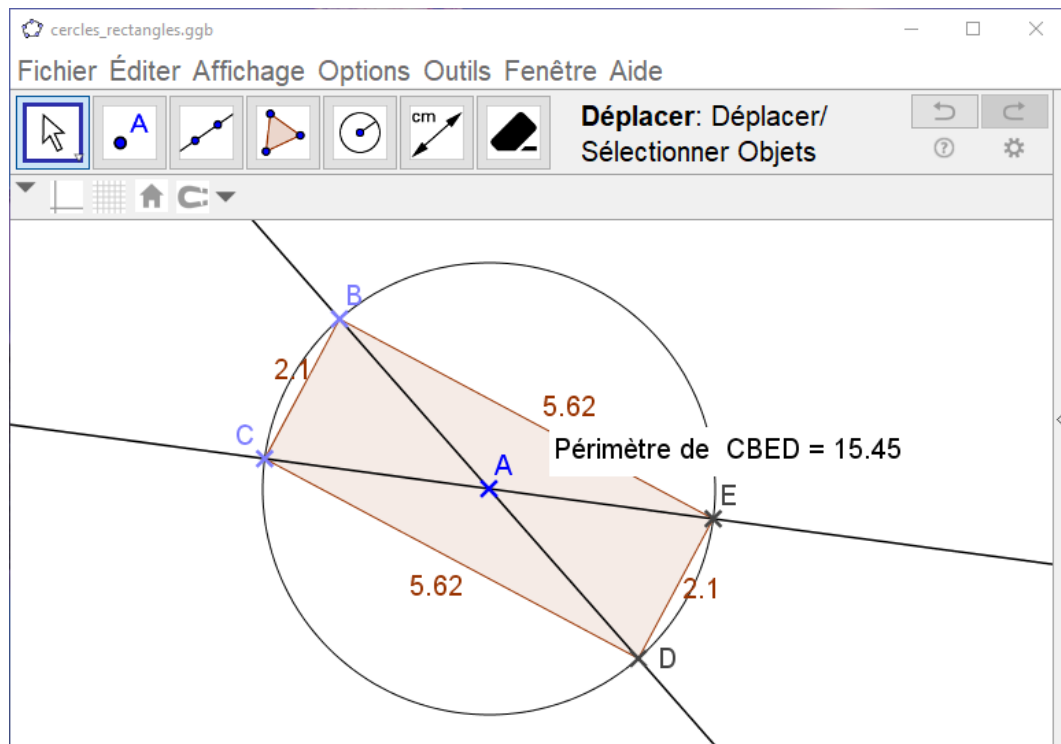 cercles_rectangles.ggb
Fichier Éditer Affichage Options Outils Fenêtre Aide
A
cm
Déplacer: Déplacer/
Sélectionner Objets
B
2.1
5.62
C
Périmètre de CBED = 15.45
A
E
5.62
2.1
D